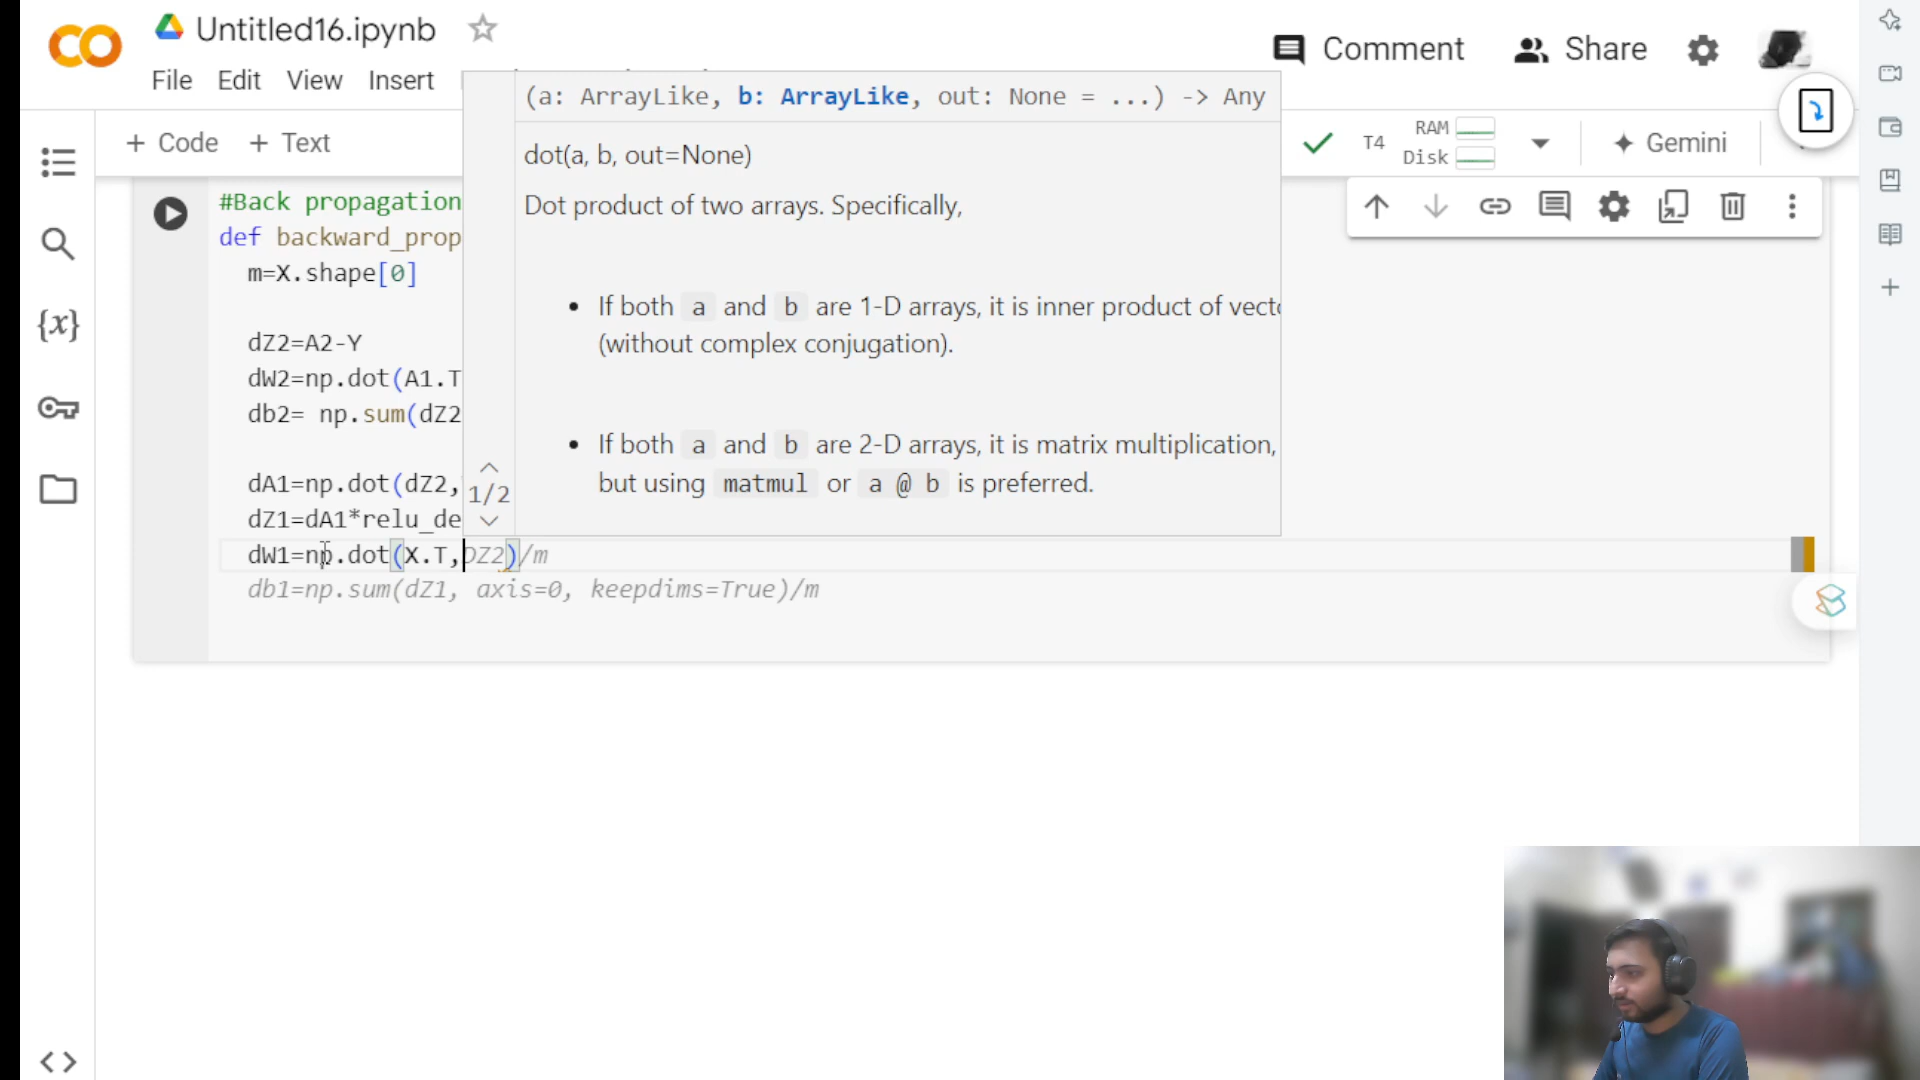 Untitled16.ipynb
Comment
Share
File Edit View Insert
(a: ArrayLike, b: ArrayLike, out: None = ...) -> Any
+ Code + Text
T4
RAM
Disk
Gemini
dot(a, b, out=None)
Dot product of two arrays. Specifically,
If both a and b are 1-D arrays, it is inner product of
(without complex conjugation).
If both a and b are 2-D arrays, it is matrix multiplication,
but using matmul or a @ b is preferred.
1/2
#Back propagation
def backward_prop
m=X.shape[0]
dZ2=A2-Y
dW2=np.dot(A1.T
db2= np.sum(dZ2
dA1=np.dot(dZ2,
dZ1=dA1*relu_de
dW1=np.dot(X.T,DZ2)/m
db1=np.sum(dZ1, axis=0, keepdims=True)/m